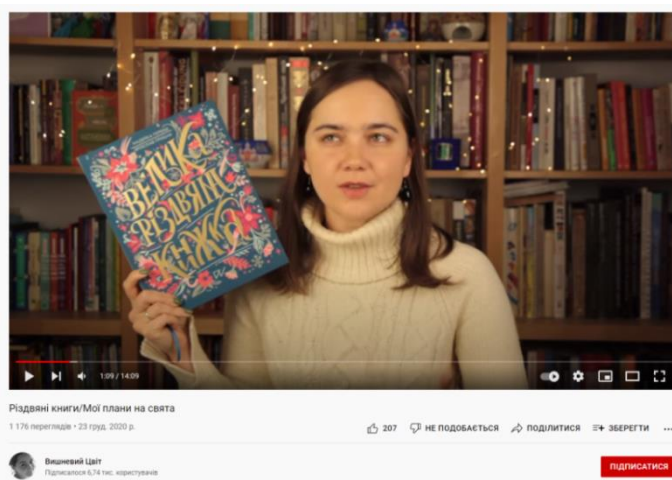 ВЕЛИКА
РІЗДВЯНА
КНИЖКА
1:09 / 14:09
Різдвяні книги/Мої плани на свята
1 176 переглядів • 23 груд. 2020 р.
207 НЕ ПОДОБАЄТЬСЯ ПОДІЛИТИСЯ ЗБЕРЕГТИ
Вишневий Цвіт
Підписалося 6,74 тис. користувачів
ПІДПИСАТИСЯ